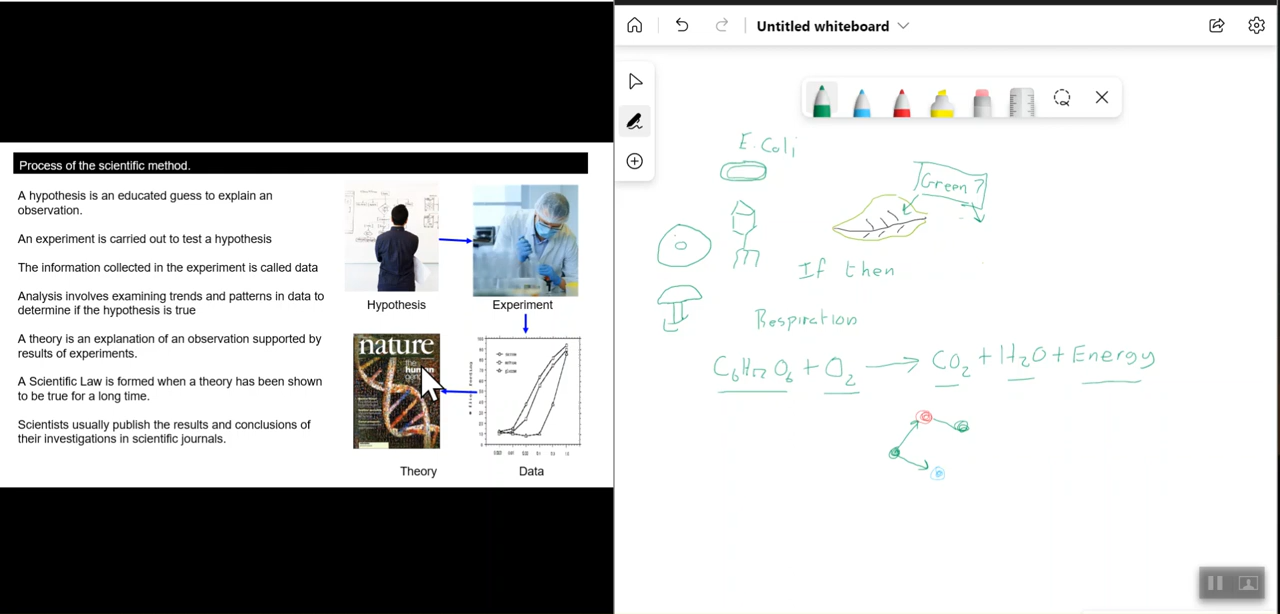 Process of the scientific method.
A hypothesis is an educated guess to explain an
observation.
An experiment is carried out to test a hypothesis
The information collected in the experiment is called data
Analysis involves examining trends and patterns in data to
determine if the hypothesis is true
A theory is an explanation of an observation supported by
results of experiments.
A Scientific Law is formed when a theory has been shown
to be true for a long time.
Scientists usually publish the results and conclusions of
their investigations in scientific journals.
Hypothesis
Experiment
nature
the
human
Theory
Data
Untitled whiteboard
E. Coli
Green?
If then
Respiration
C6H12O6 + O2 → CO2 + H2O + Energy